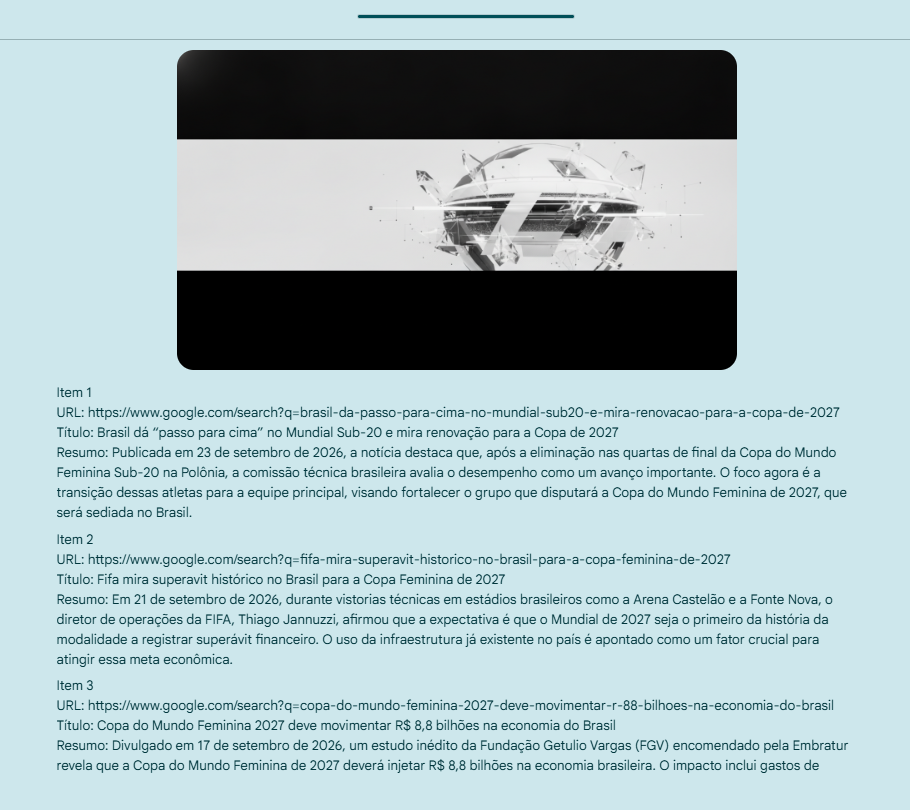 Item 1
URL: https://www.google.com/search?q=brasil-da-passo-para-cima-no-mundial-sub20-e-mira-renovacao-para-a-copa-de-2027
Título: Brasil dá “passo para cima” no Mundial Sub-20 e mira renovação para a Copa de 2027
Resumo: Publicada em 23 de setembro de 2026, a notícia destaca que, após a eliminação nas quartas de final da Copa do Mundo
Feminina Sub-20 na Polônia, a comissão técnica brasileira avalia o desempenho como um avanço importante. O foco agora é a
transição dessas atletas para a equipe principal, visando fortalecer o grupo que disputará a Copa do Mundo Feminina de 2027, que
será sediada no Brasil.
Item 2
URL: https://www.google.com/search?q=fifa-mira-superavit-historico-no-brasil-para-a-copa-feminina-de-2027
Título: Fifa mira superavit histórico no Brasil para a Copa Feminina de 2027
Resumo: Em 21 de setembro de 2026, durante vistorias técnicas em estádios brasileiros como a Arena Castelão e a Fonte Nova, o
diretor de operações da FIFA, Thiago Jannuzzi, afirmou que a expectativa é que o Mundial de 2027 seja o primeiro da história da
modalidade a registrar superávit financeiro. O uso da infraestrutura já existente no país é apontado como um fator crucial para
atingir essa meta econômica.
Item 3
URL: https://www.google.com/search?q=copa-do-mundo-feminina-2027-deve-movimentar-r-88-bilhoes-na-economia-do-brasil
Título: Copa do Mundo Feminina 2027 deve movimentar R$ 8,8 bilhões na economia do Brasil
Resumo: Divulgado em 17 de setembro de 2026, um estudo inédito da Fundação Getulio Vargas (FGV) encomendado pela Embratur
revela que a Copa do Mundo Feminina de 2027 deverá injetar R$ 8,8 bilhões na economia brasileira. O impacto inclui gastos de